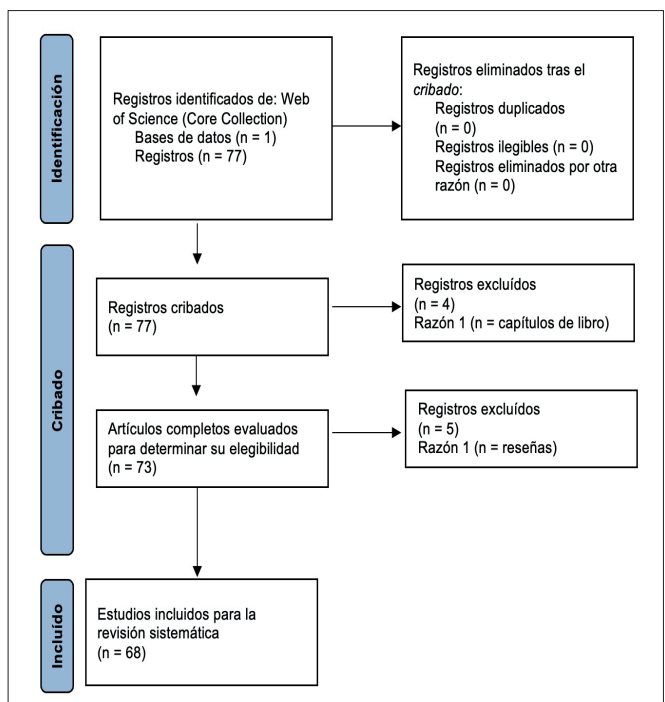 Identificación
Registros identificados de: Web
of Science (Core Collection)
Bases de datos (n = 1)
Registros (n = 77)
Registros eliminados tras el
cribado:
Registros duplicados
(n = 0)
Registros ilegibles (n = 0)
Registros eliminados por otra
razón (n = 0)
Cribado
Registros cribados
(n = 77)
Registros excluídos
(n = 4)
Razón 1 (n = capítulos de libro)
Artículos completos evaluados
para determinar su elegibilidad
(n = 73)
Registros excluídos
(n = 5)
Razón 1 (n = reseñas)
Incluído
Estudios incluidos para la
revisión sistemática
(n = 68)